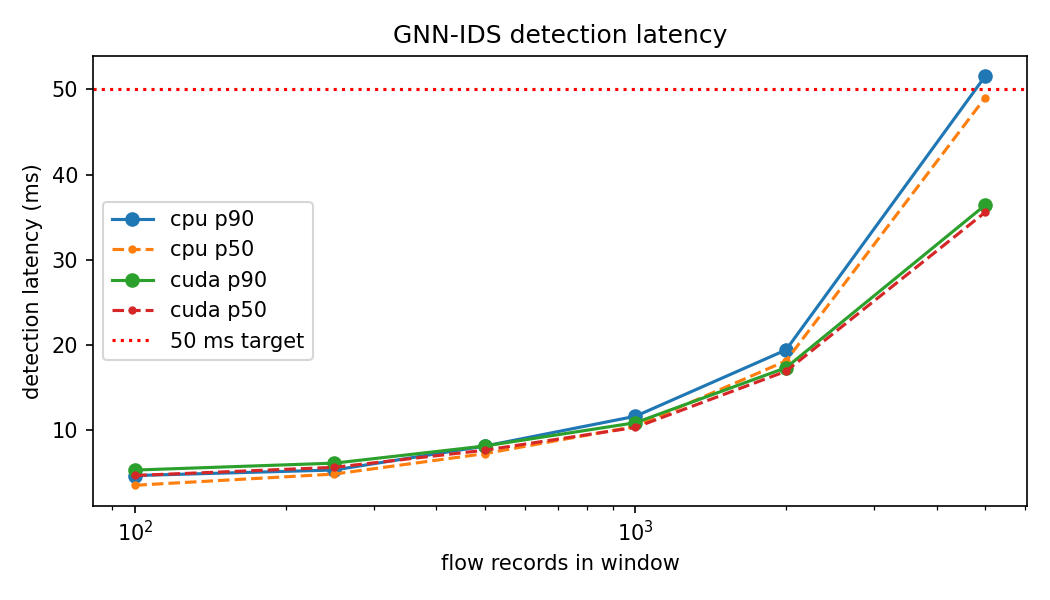 GNN-IDS detection latency
detection latency (ms)
50
40
30
20
10
cpu p90
cpu p50
cuda p90
cuda p50
50 ms target
10² 10³
flow records in window